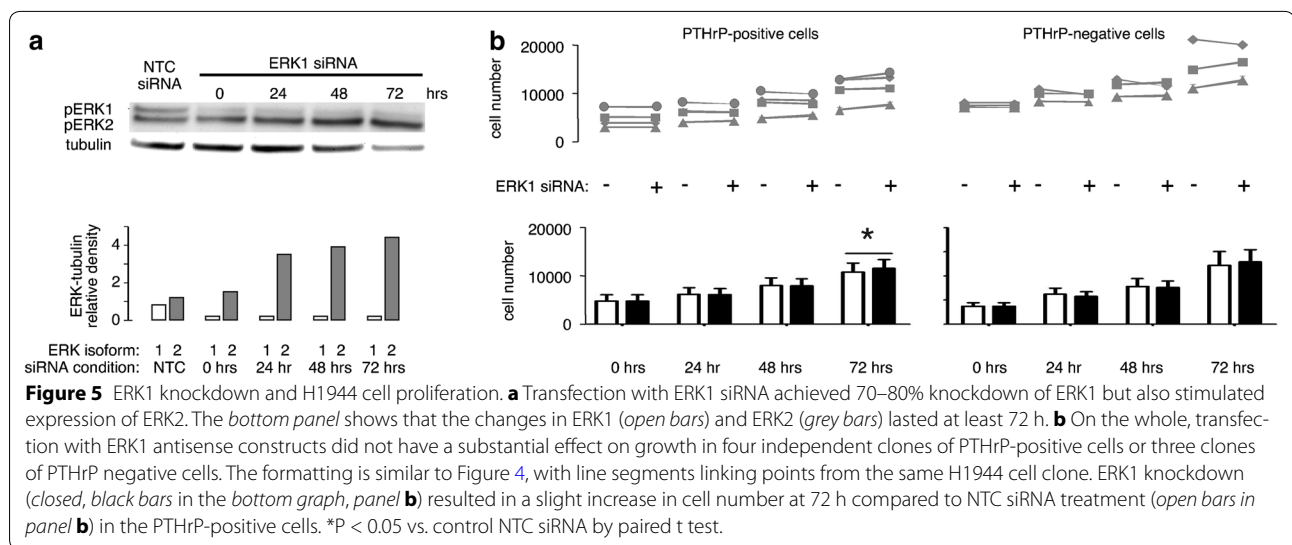 a
NTC siRNA
ERK1 siRNA
0 24 48 72 hrs
pERK1
pERK2
tubulin
ERK-tubulin relative density
4
2
0
ERK isoform: 1 2 1 2 1 2 1 2 1 2
siRNA condition: NTC 0 hrs 24 hr 48 hrs 72 hrs
b
PTHrP-positive cells
PTHrP-negative cells
cell number
20000
10000
0
ERK1 siRNA: - + - + - + - + - + - + - + - +
cell number
20000
10000
0
*
0 hrs 24 hr 48 hrs 72 hrs 0 hrs 24 hr 48 hrs 72 hrs
Figure 5 ERK1 knockdown and H1944 cell proliferation. a Transfection with ERK1 siRNA achieved 70–80% knockdown of ERK1 but also stimulated
expression of ERK2. The bottom panel shows that the changes in ERK1 (open bars) and ERK2 (grey bars) lasted at least 72 h. b On the whole, transfec-
tion with ERK1 antisense constructs did not have a substantial effect on growth in four independent clones of PTHrP-positive cells or three clones
of PTHrP negative cells. The formatting is similar to Figure 4, with line segments linking points from the same H1944 cell clone. ERK1 knockdown
(closed, black bars in the bottom graph, panel b) resulted in a slight increase in cell number at 72 h compared to NTC siRNA treatment (open bars in
panel b) in the PTHrP-positive cells. *P < 0.05 vs. control NTC siRNA by paired t test.